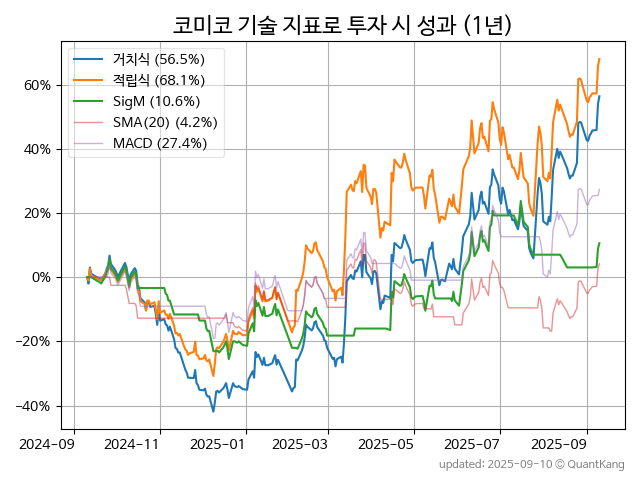 코미코 기술 지표로 투자 시 성과 (1년)
거치식 (56.5%)
적립식 (68.1%)
SigM (10.6%)
SMA(20) (4.2%)
MACD (27.4%)
60%
40%
20%
0%
−20%
−40%
2024-09 2024-11 2025-01 2025-03 2025-05 2025-07 2025-09
updated: 2025-09-10 © QuantKang